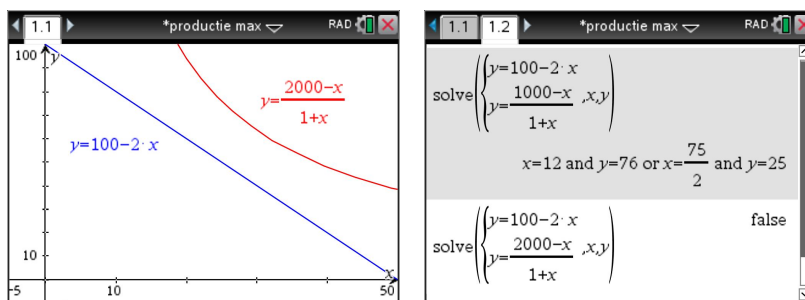 1.1 *productie max RAD
100 y
y=(2000-x)/(1+x)
y=100-2·x
10
x
-5 10 50
1.1 1.2 *productie max RAD
solve({y=100-2·x
y=(1000-x)/(1+x) ,x,y)
x=12 and y=76 or x=75/2 and y=25
solve({y=100-2·x
y=(2000-x)/(1+x) ,x,y) false